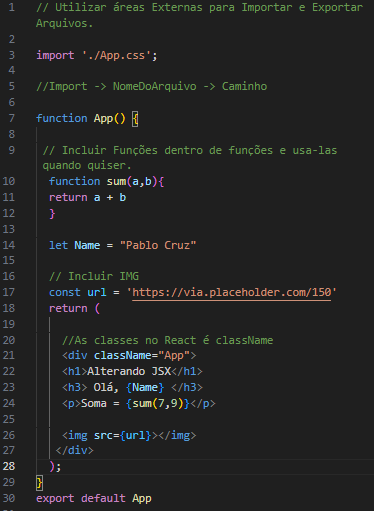 1 // Utilizar áreas Externas para Importar e Exportar
Arquivos.
2
3 import './App.css';
4
5 //Import -> NomeDoArquivo -> Caminho
6
7 function App() {
8
9 // Incluir Funções dentro de funções e usa-las
quando quiser.
10 function sum(a,b){
11 return a + b
12 }
13
14 let Name = "Pablo Cruz"
15
16 // Incluir IMG
17 const url = 'https://via.placeholder.com/150'
18 return (
19
20 //As classes no React é className
21 <div className="App">
22 <h1>Alterando JSX</h1>
23 <h3> Olá, {Name} </h3>
24 <p>Soma = {sum(7,9)}</p>
25
26 <img src={url}></img>
27 </div>
28 );
29 }
30 export default App